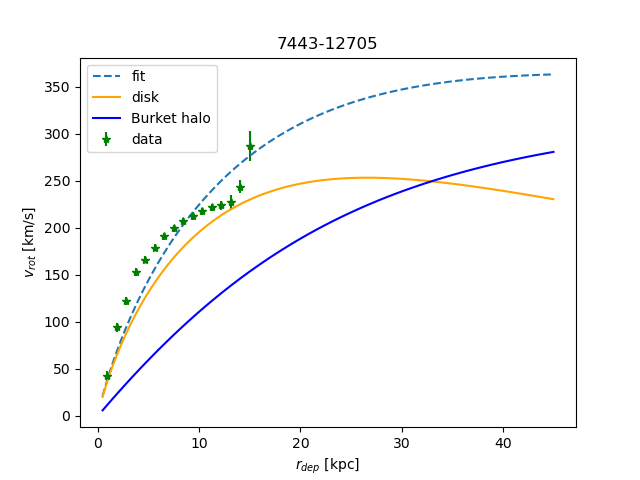 7443-12705
fit
disk
Burket halo
data
v_rot [km/s]
350
300
250
200
150
100
50
0
0 10 20 30 40
r_dep [kpc]